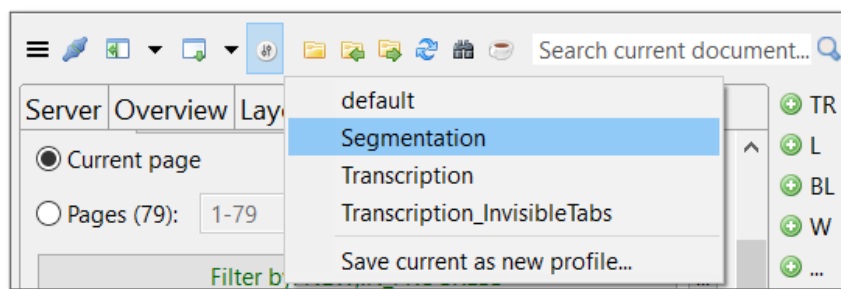 Search current document...
default
Server Overview Lay
TR
Segmentation
Current page
L
Transcription
BL
Pages (79): 1-79
Transcription_InvisibleTabs
W
Save current as new profile...
...
Filter b
...